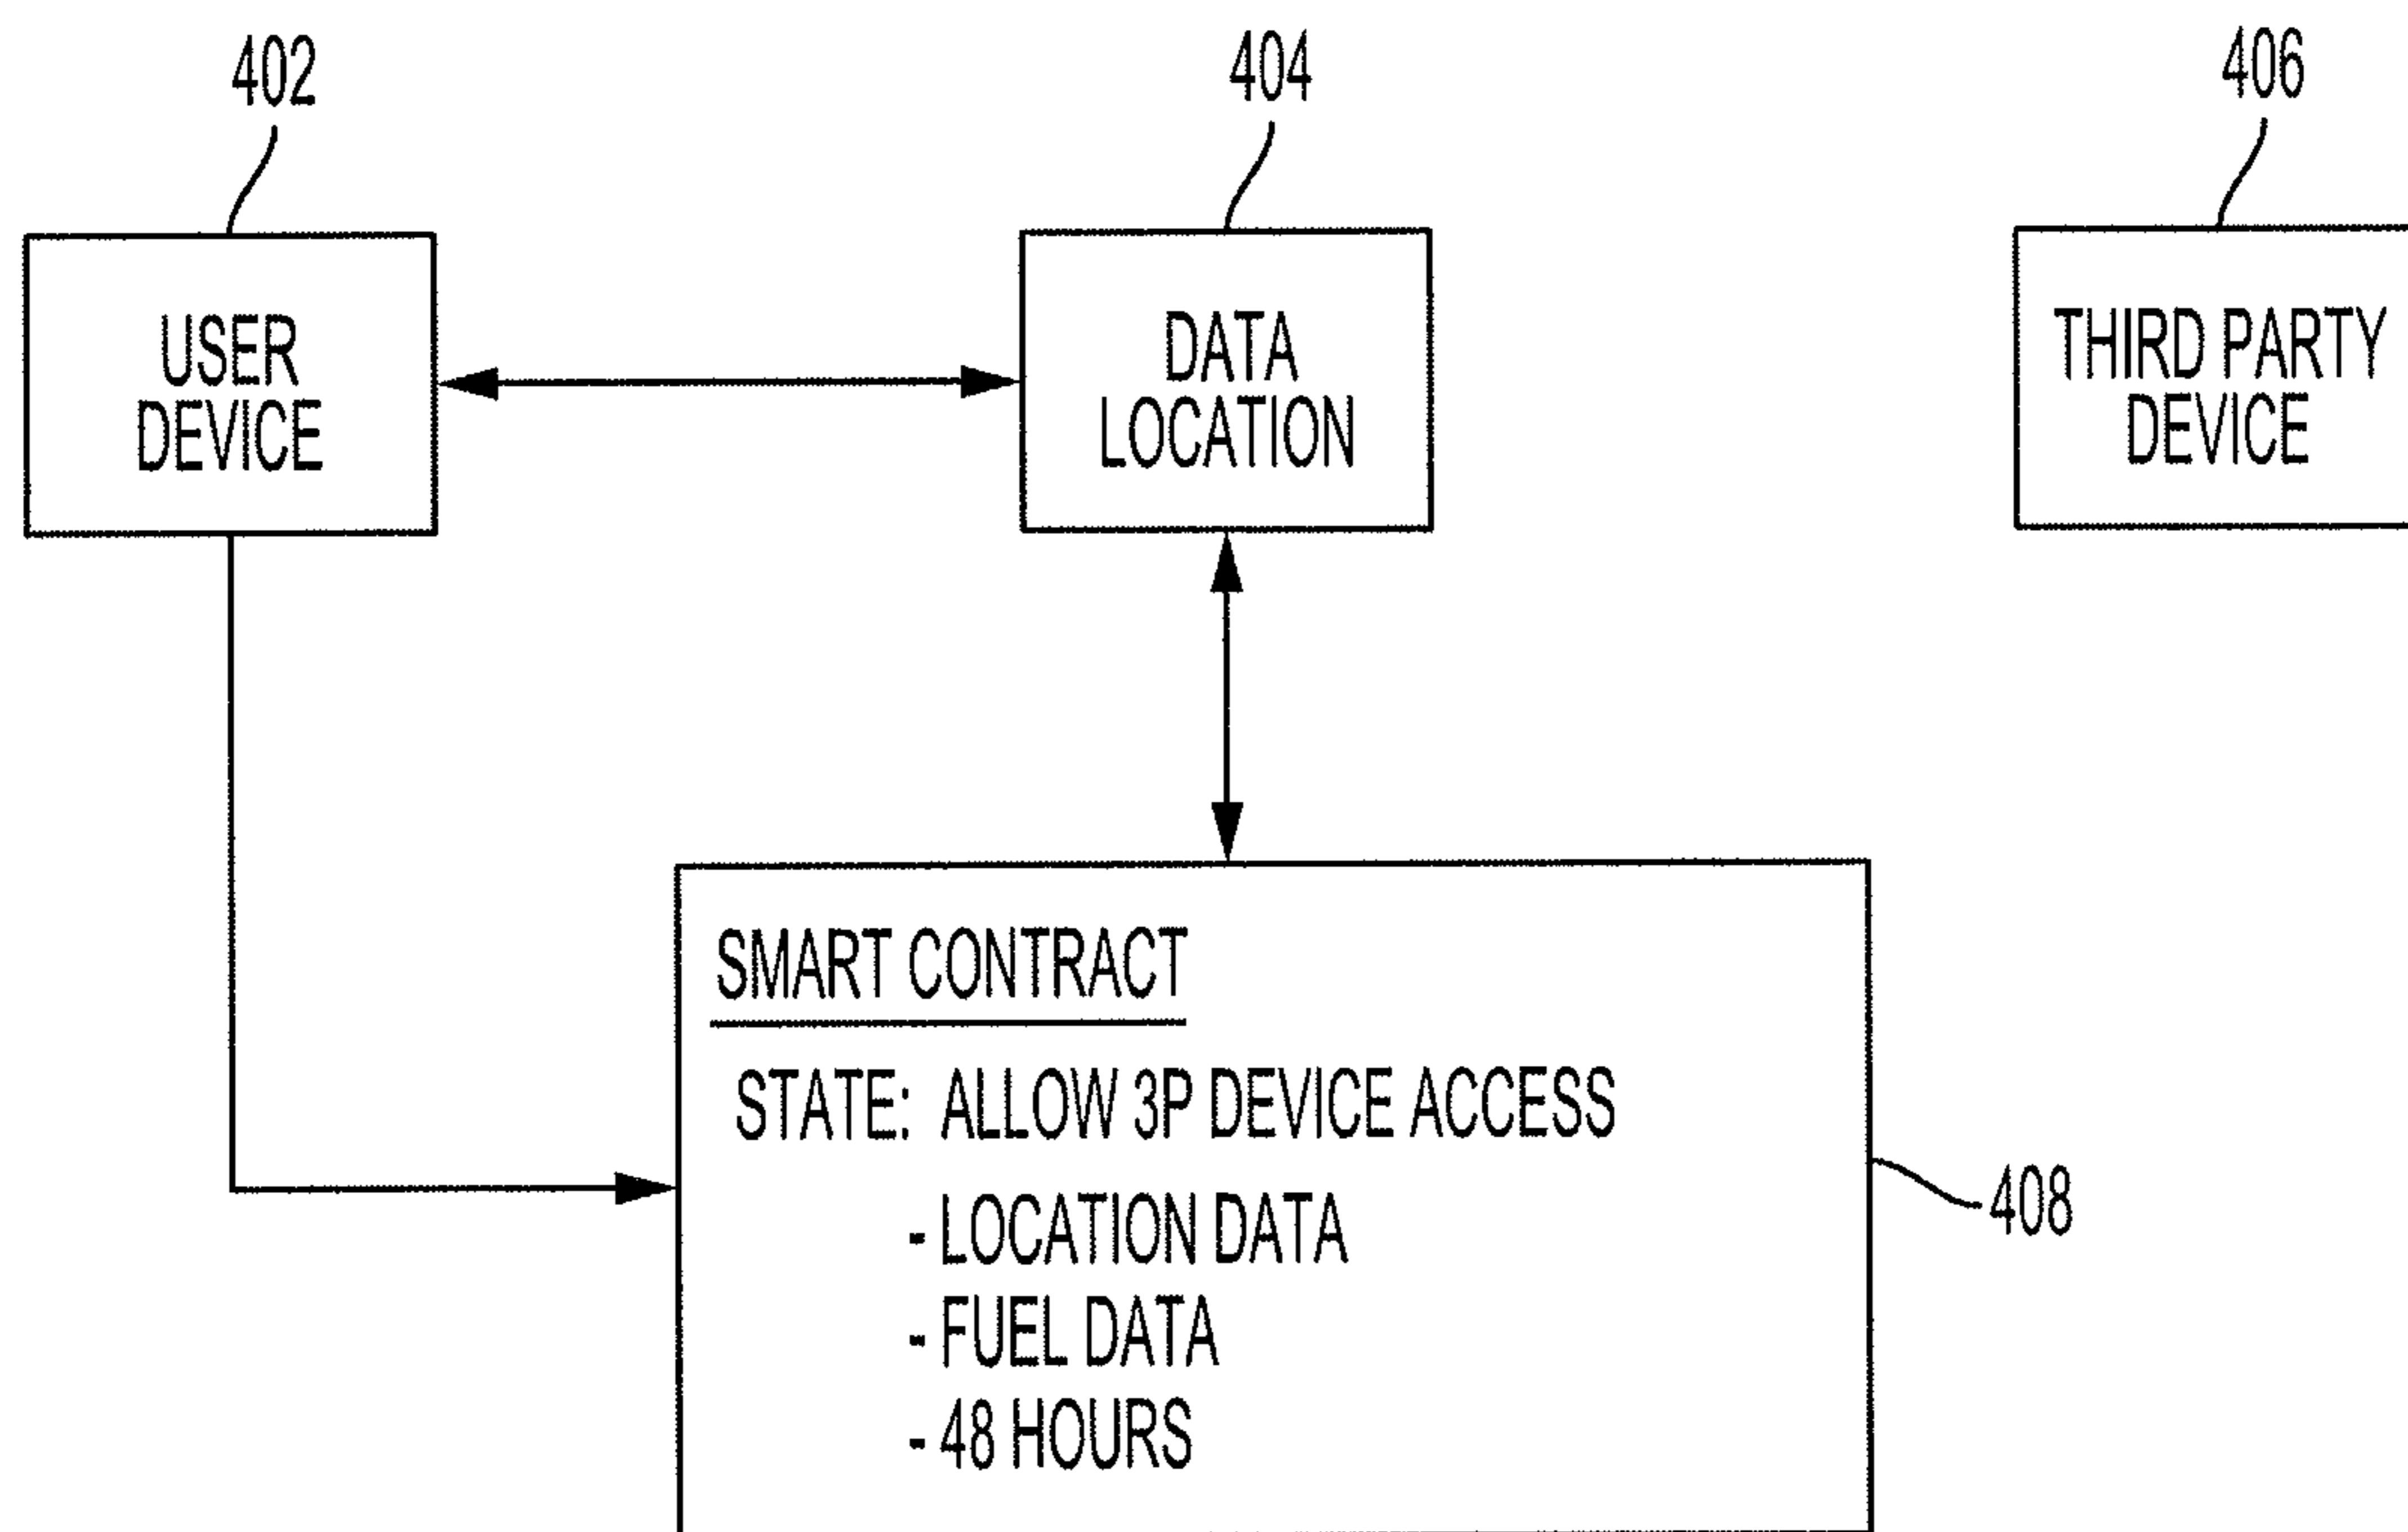 402
404
406
USER
DEVICE
DATA
LOCATION
THIRD PARTY
DEVICE
SMART CONTRACT
STATE: ALLOW 3P DEVICE ACCESS
- LOCATION DATA
- FUEL DATA
- 48 HOURS
408